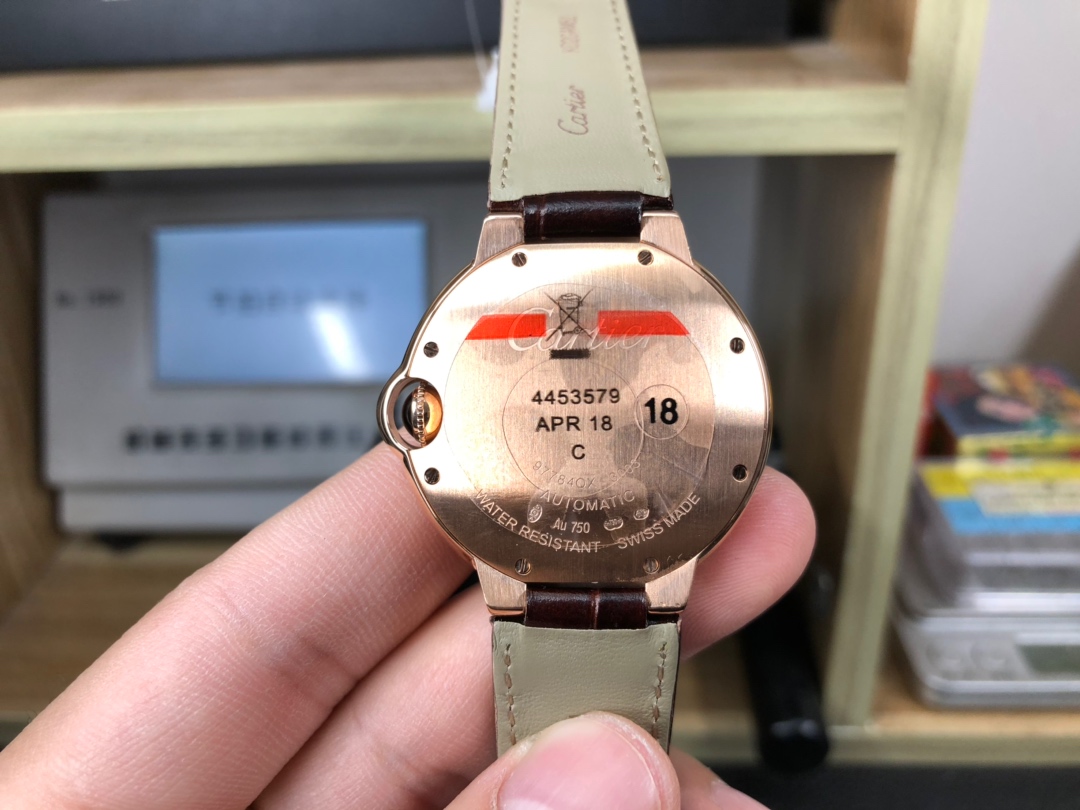 Cartier
Cartier
4453579
APR 18
C
18
AUTOMATIC
Au 750
WATER RESISTANT
SWISS MADE